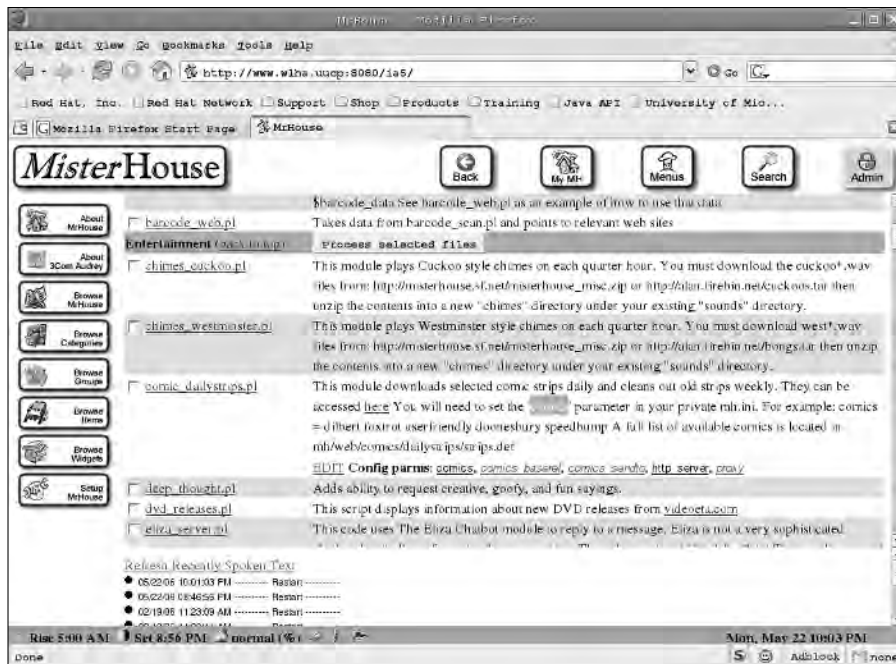 MrHouse - Mozilla Firefox
File Edit View Go Bookmarks Tools Help
http://www.wlha.uucp:8080/ia5/
Go
Red Hat, Inc. Red Hat Network Support Shop Products Training Java API University of Mic...
Mozilla Firefox Start Page MrHouse
MisterHouse
Back
My MH
Menus
Search
Admin
About MrHouse
About 3Com Audrey
Browse MrHouse
Browse Categories
Browse Groups
Browse Items
Browse Widgets
Setup MrHouse
$barcode_data See barcode_web.pl as an example of how to use that data
barcode_web.pl Takes data from barcode_scan.pl and points to relevant web sites
Entertainment (back to top) Process selected files
chimes_cuckoo.pl This module plays Cuckoo style chimes on each quarter hour. You must download the cuckoo*.wav
files from: http://misterhouse.sf.net/misterhouse_misc.zip or http://alan.firebin.net/cuckoos.tar then
unzip the contents into a new "chimes" directory under your existing "sounds" directory.
chimes_westminster.pl This module plays Westminster style chimes on each quarter hour. You must download west*.wav
files from: http://misterhouse.sf.net/misterhouse_misc.zip or http://alan.firebin.net/bongs.tar then unzip
the contents into a new "chimes" directory under your existing "sounds" directory.
comic_dailystrips.pl This module downloads selected comic strips daily and cleans out old strips weekly. They can be
accessed here You will need to set the parameter in your private mh.ini. For example: comics
= dilbert foxtrot userfriendly doonesbury speedbump A full list of available comics is located in
mh/web/comics/dailystrips/strips.def
EDIT Config parms: comics, comics_baseref, comics_sendto, http_server, proxy
deep_thought.pl Adds ability to request creative, goofy, and fun sayings.
dvd_releases.pl This script displays information about new DVD releases from videoeta.com
eliza_server.pl This code uses The Eliza Chatbot module to reply to a message. Eliza is not a very sophisticated
Refresh Recently Spoken Text
05/22/06 10:01:03 PM ---------- Restart ----------
05/22/06 08:46:56 PM ---------- Restart ----------
02/19/06 11:23:09 AM ---------- Restart ----------
Rise 5:00 AM Set 8:56 PM normal (%) Mon, May 22 10:03 PM
Done S Adblock none